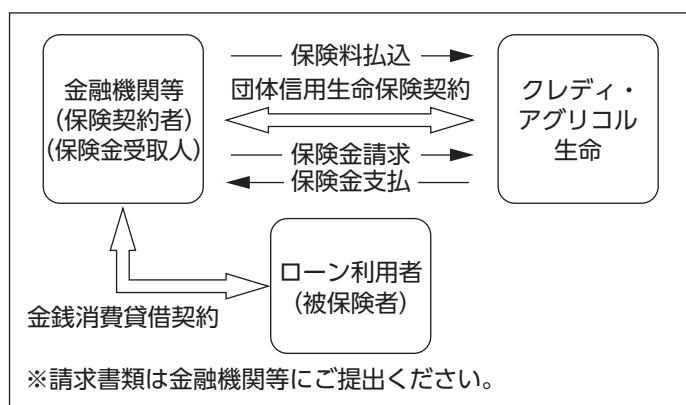 保険料払込
団体信用生命保険契約
保険金請求
保険金支払
金融機関等
(保険契約者)
(保険金受取人)
クレディ・
アグリコル
生命
ローン利用者
(被保険者)
金銭消費貸借契約
※請求書類は金融機関等にご提出ください。